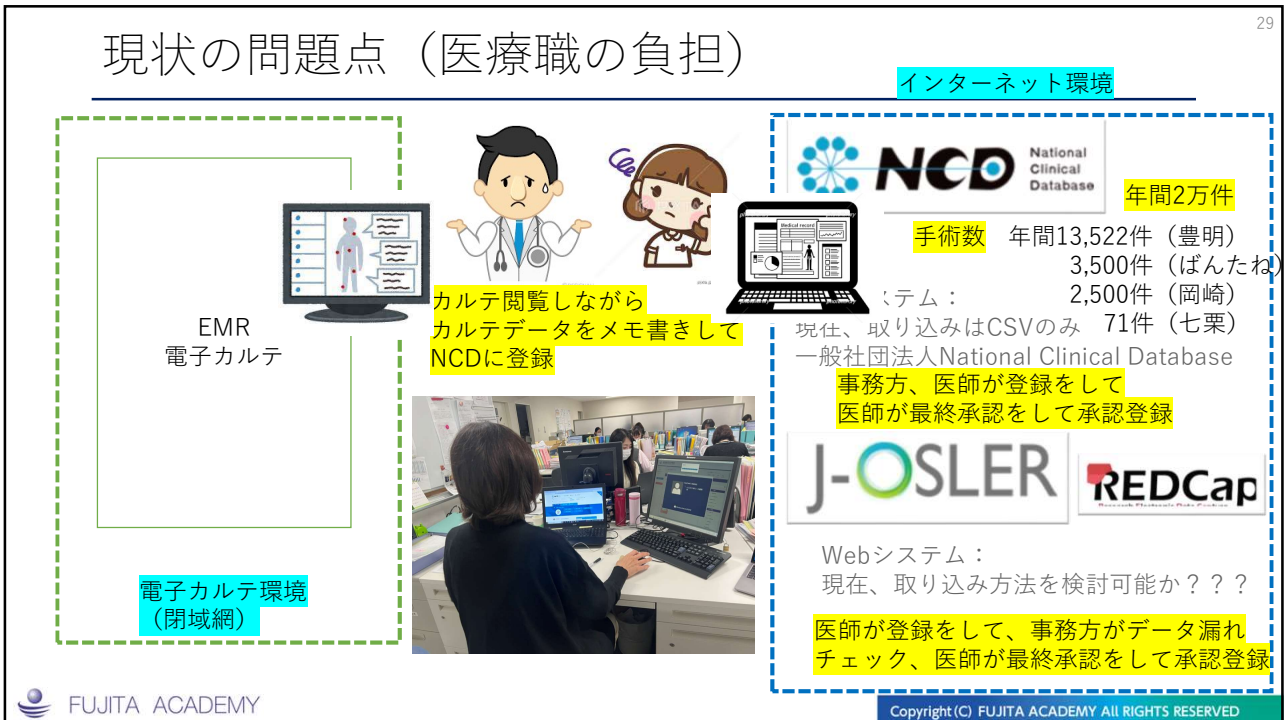 29
現状の問題点（医療職の負担）
インターネット環境
NCD
National
Clinical
Database
年間2万件
手術数　年間13,522件（豊明）
3,500件（ばんたね）
2,500件（岡崎）
71件（七栗）
Medical record
EMR
電子カルテ
カルテ閲覧しながら
カルテデータをメモ書きして
NCDに登録
ステム：
現在、取り込みはCSVのみ
一般社団法人National Clinical Database
事務方、医師が登録をして
医師が最終承認をして承認登録
J-OSLER
REDCap
Webシステム：
現在、取り込み方法を検討可能か？？？
電子カルテ環境
（閉域網）
医師が登録をして、事務方がデータ漏れ
チェック、医師が最終承認をして承認登録
FUJITA ACADEMY
Copyright (C) FUJITA ACADEMY All RIGHTS RESERVED